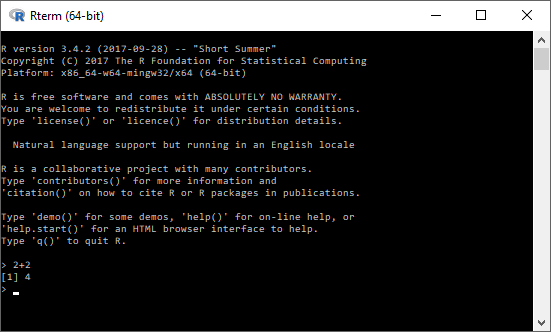 Rterm (64-bit)
R version 3.4.2 (2017-09-28) -- "Short Summer"
Copyright (C) 2017 The R Foundation for Statistical Computing
Platform: x86_64-w64-mingw32/x64 (64-bit)
R is free software and comes with ABSOLUTELY NO WARRANTY.
You are welcome to redistribute it under certain conditions.
Type 'license()' or 'licence()' for distribution details.
Natural language support but running in an English locale
R is a collaborative project with many contributors.
Type 'contributors()' for more information and
'citation()' on how to cite R or R packages in publications.
Type 'demo()' for some demos, 'help()' for on-line help, or
'help.start()' for an HTML browser interface to help.
Type 'q()' to quit R.
> 2+2
[1] 4
>